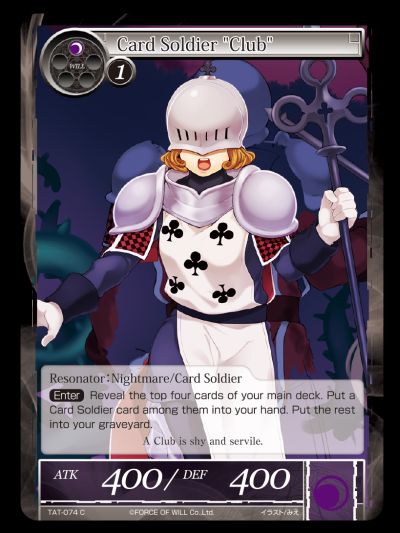 Card Soldier "Club"
WILL
1
Resonator:Nightmare/Card Soldier
Enter Reveal the top four cards of your main deck. Put a
Card Soldier card among them into your hand. Put the rest
into your graveyard.
A Club is shy and servile.
ATK 400/ DEF 400
TAT-074 C ©FORCE OF WILL Co.,Ltd. イラスト/みえ